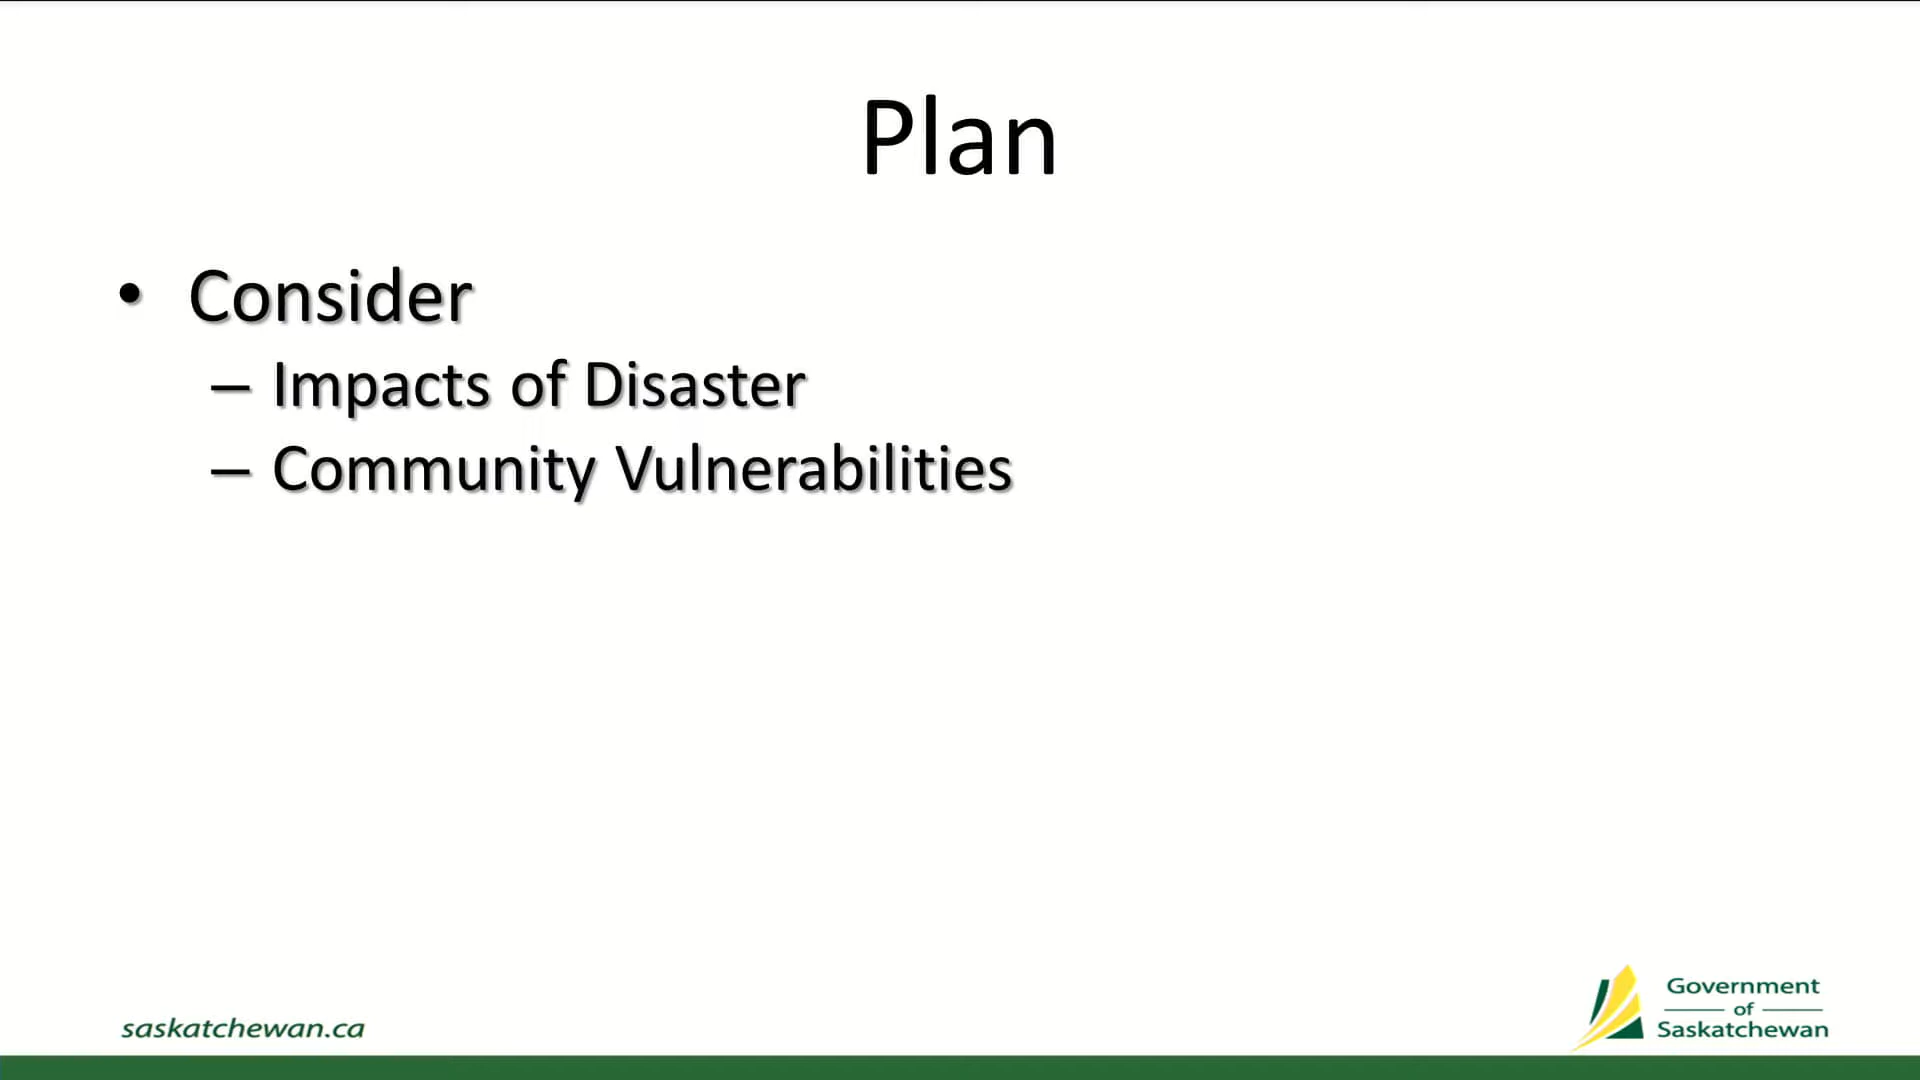 Plan
• Consider
– Impacts of Disaster
– Community Vulnerabilities
saskatchewan.ca
Government
of
Saskatchewan